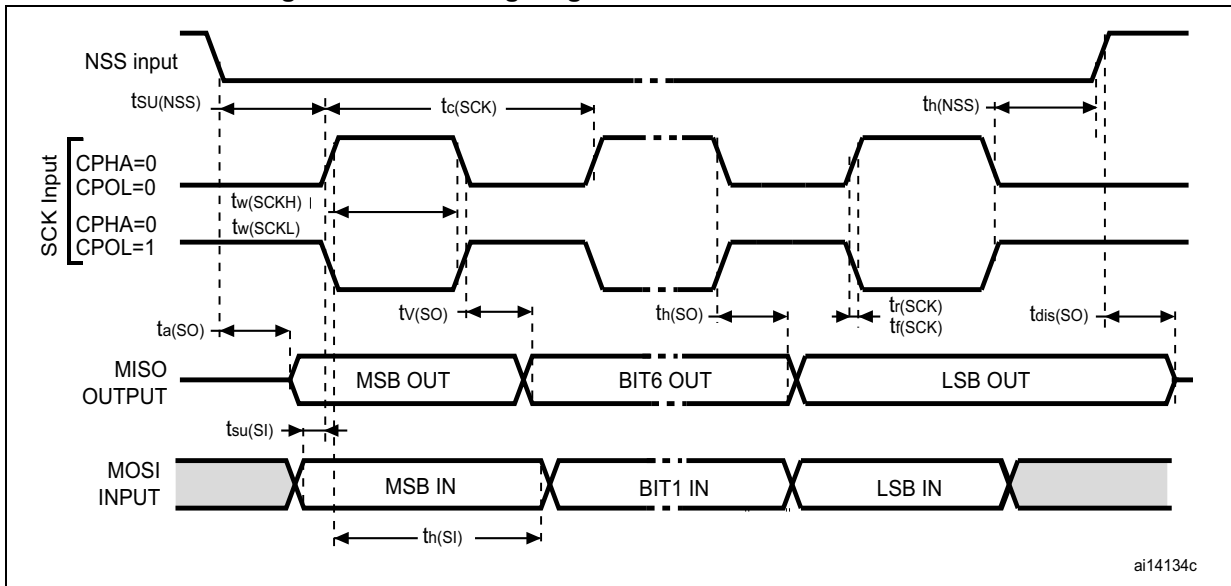 NSS input
tSU(NSS)
tc(SCK)
th(NSS)
SCK Input
CPHA=0
CPOL=0
tw(SCKH)
CPHA=0
CPOL=1
tw(SCKL)
ta(SO)
tV(SO)
th(SO)
tr(SCK)
tf(SCK)
tdis(SO)
MISO
OUTPUT
MSB OUT
BIT6 OUT
LSB OUT
tsu(SI)
MOSI
INPUT
MSB IN
BIT1 IN
LSB IN
th(SI)
ai14134c